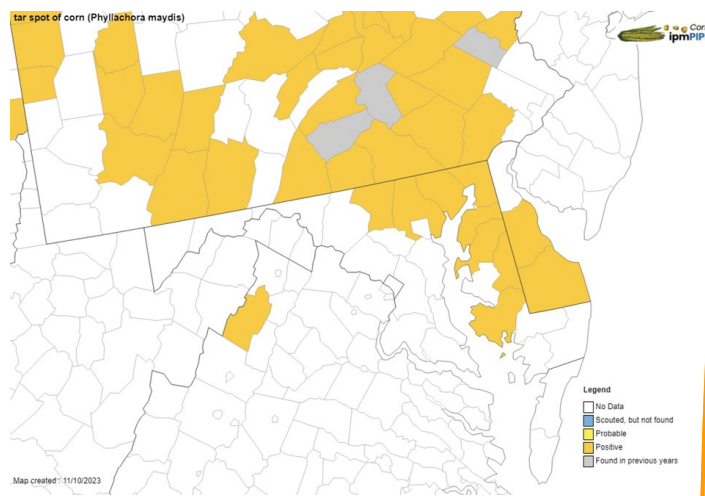 tar spot of corn (Phyllachora maydis)
ipmPIP
Legend
No Data
Scouted, but not found
Probable
Positive
Found in previous years
Map created : 11/10/2023